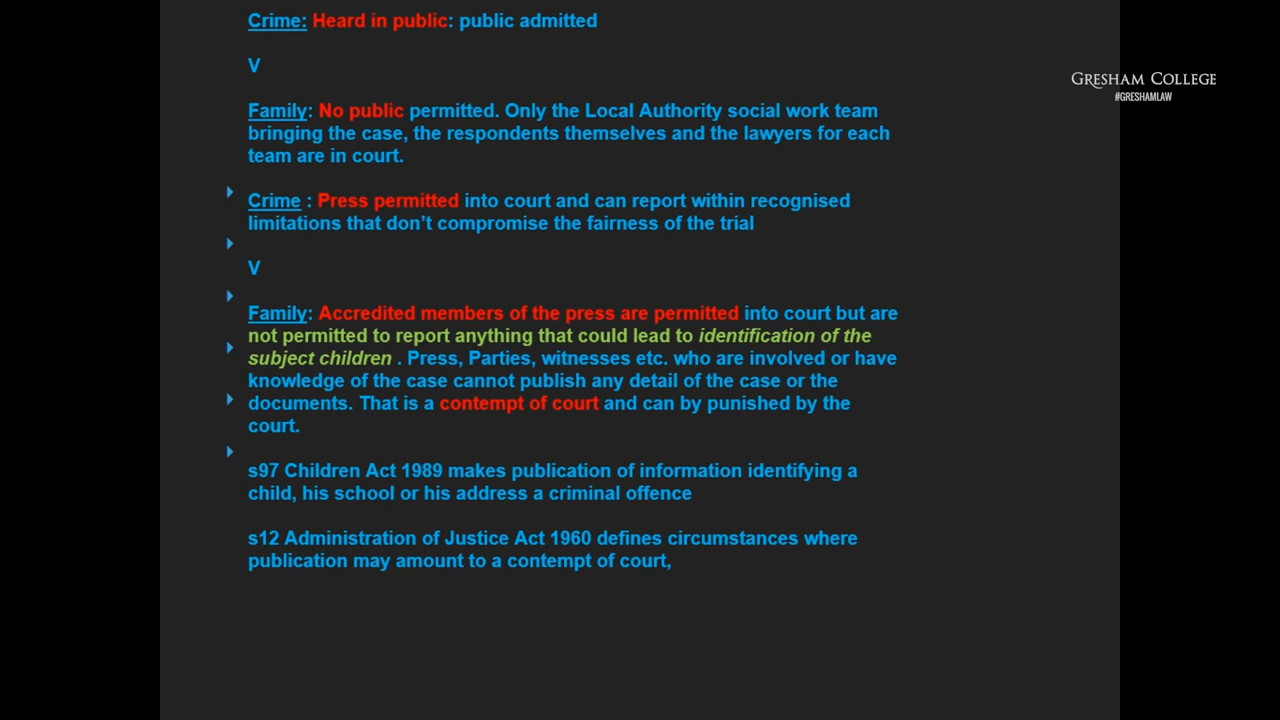 Crime: Heard in public: public admitted
V
Family: No public permitted. Only the Local Authority social work team
bringing the case, the respondents themselves and the lawyers for each
team are in court.
Crime : Press permitted into court and can report within recognised
limitations that don’t compromise the fairness of the trial
V
Family: Accredited members of the press are permitted into court but are
not permitted to report anything that could lead to identification of the
subject children . Press, Parties, witnesses etc. who are involved or have
knowledge of the case cannot publish any detail of the case or the
documents. That is a contempt of court and can by punished by the
court.
s97 Children Act 1989 makes publication of information identifying a
child, his school or his address a criminal offence
s12 Administration of Justice Act 1960 defines circumstances where
publication may amount to a contempt of court,
GRESHAM COLLEGE
#GRESHAMLAW